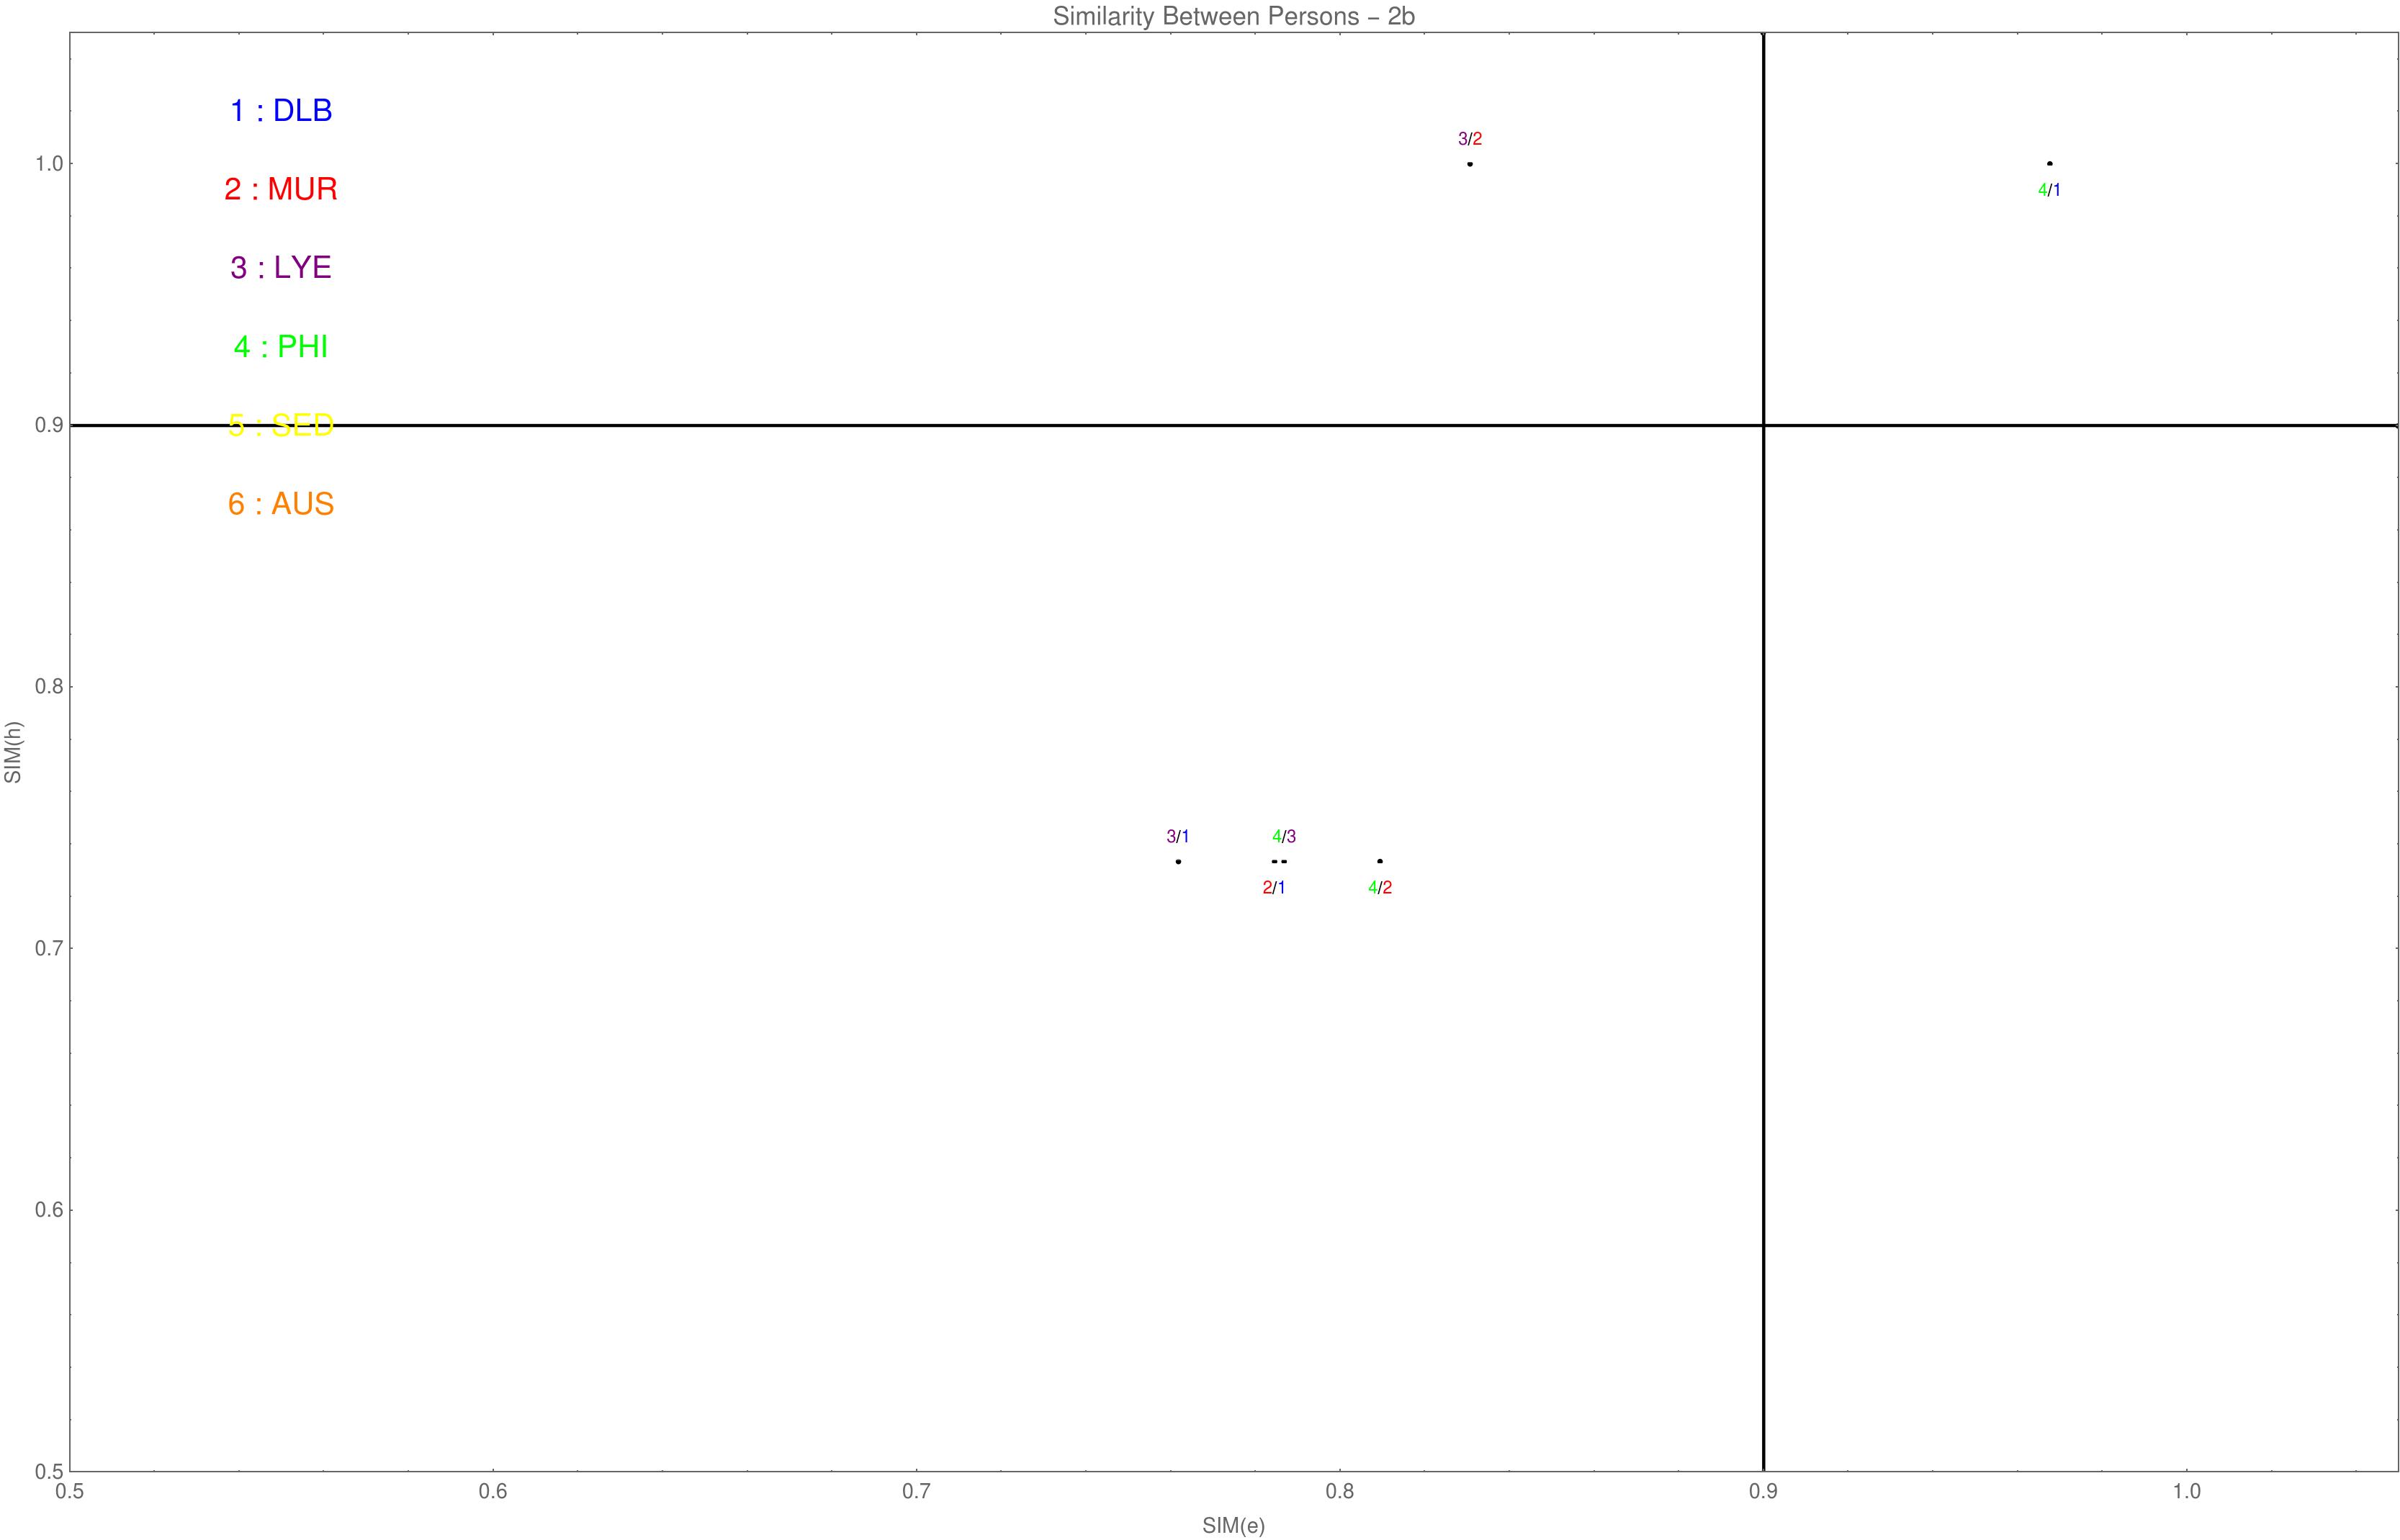 Similarity Between Persons – 2b
1 : DLB
2 : MUR
3 : LYE
4 : PHI
5 : SED
6 : AUS
3/2
4/1
3/1
4/3
2/1
4/2
1.0
0.9
0.8
0.7
0.6
0.5
SIM(h)
0.5
0.6
0.7
0.8
0.9
1.0
SIM(e)